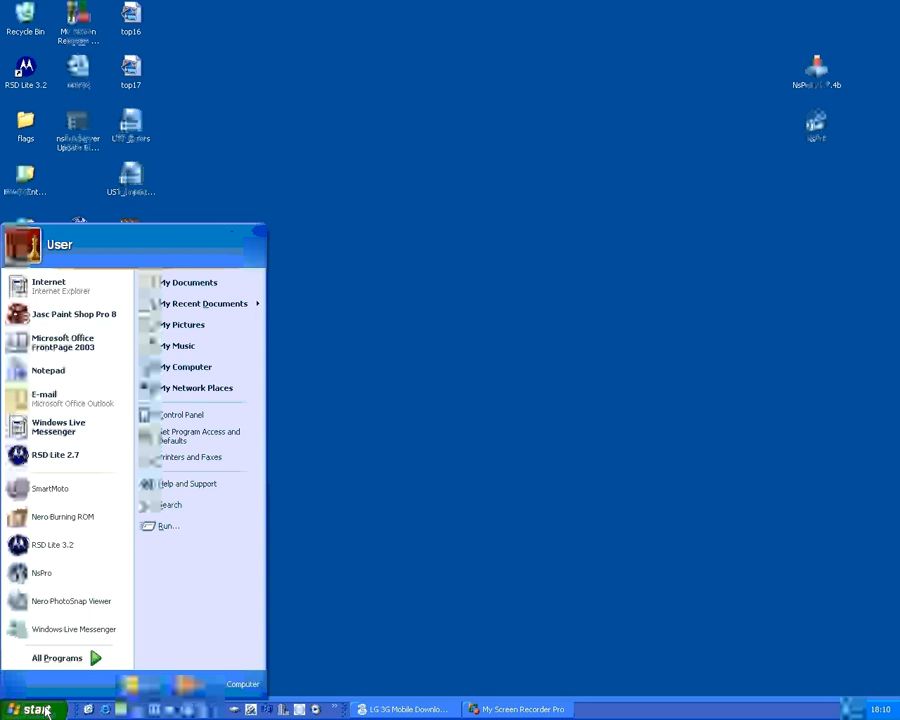 Recycle Bin
My Screen
top16
RSD Lite 3.2
top17
flags
Update
User
Internet
Internet Explorer
Jasc Paint Shop Pro 8
Microsoft Office
FrontPage 2003
Notepad
E-mail
Microsoft Office Outlook
Windows Live
Messenger
RSD Lite 2.7
SmartMoto
Nero Burning ROM
RSD Lite 3.2
NsPro
Nero PhotoSnap Viewer
Windows Live Messenger
All Programs
My Documents
My Recent Documents
My Pictures
My Music
My Computer
My Network Places
Control Panel
Set Program Access and
Defaults
Printers and Faxes
Help and Support
Search
Run...
Computer
start
LG 3G Mobile Downlo...
My Screen Recorder Pro
18:10